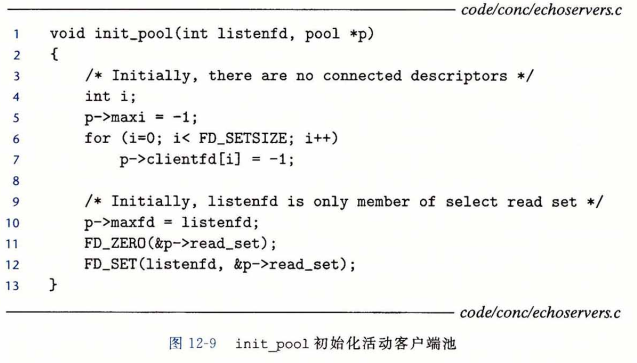 code/conc/echoservers.c
1 void init_pool(int listenfd, pool *p)
2 {
3     /* Initially, there are no connected descriptors */
4     int i;
5     p->maxi = -1;
6     for (i=0; i< FD_SETSIZE; i++)
7         p->clientfd[i] = -1;
8
9     /* Initially, listenfd is only member of select read set */
10     p->maxfd = listenfd;
11     FD_ZERO(&p->read_set);
12     FD_SET(listenfd, &p->read_set);
13 }
code/conc/echoservers.c
图 12-9 init_pool 初始化活动客户端池